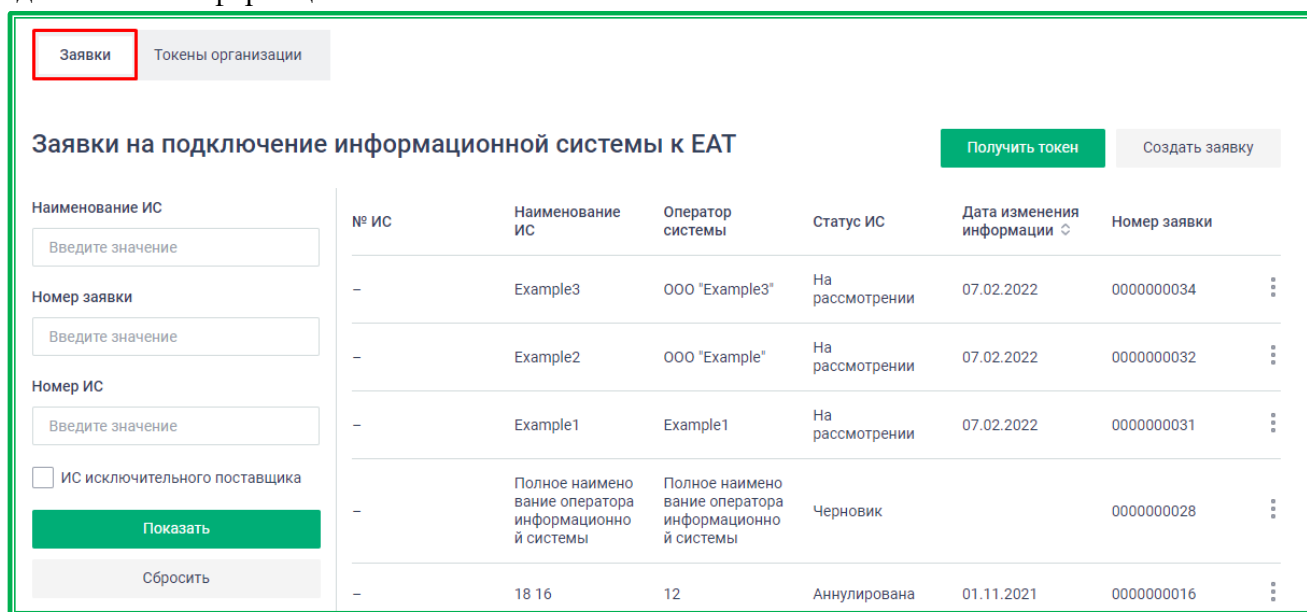 Заявки Токены организации
Заявки на подключение информационной системы к ЕАТ
Получить токен Создать заявку
Наименование ИС
Введите значение
Номер заявки
Введите значение
Номер ИС
Введите значение
ИС исключительного поставщика
Показать
Сбросить
№ ИС Наименование ИС Оператор системы Статус ИС Дата изменения информации Номер заявки
– Example3 ООО "Example3" На рассмотрении 07.02.2022 0000000034
– Example2 ООО "Example" На рассмотрении 07.02.2022 0000000032
– Example1 Example1 На рассмотрении 07.02.2022 0000000031
– Полное наимено вание оператора информационно й системы Полное наимено вание оператора информационно й системы Черновик 0000000028
– 18 16 12 Аннулирована 01.11.2021 0000000016